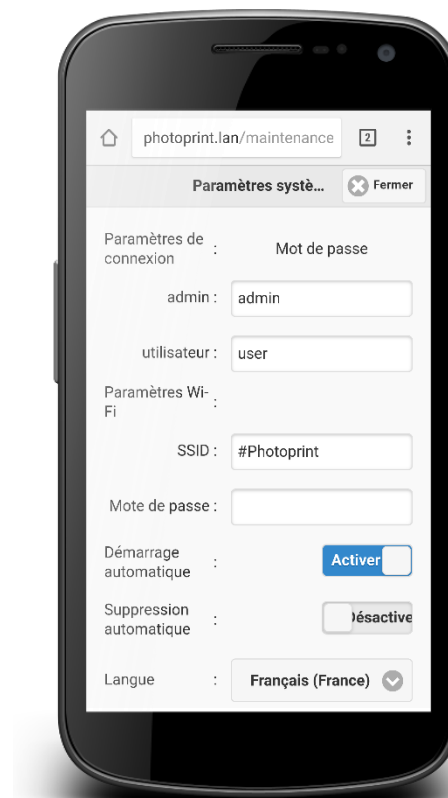 photoprint.lan/maintenance 2
Paramètres systè... Fermer
Paramètres de
connexion : Mot de passe
admin : admin
utilisateur : user
Paramètres Wi-
Fi :
SSID : #Photoprint
Mote de passe :
Démarrage
automatique : Activer
Suppression
automatique : Désactive
Langue : Français (France)